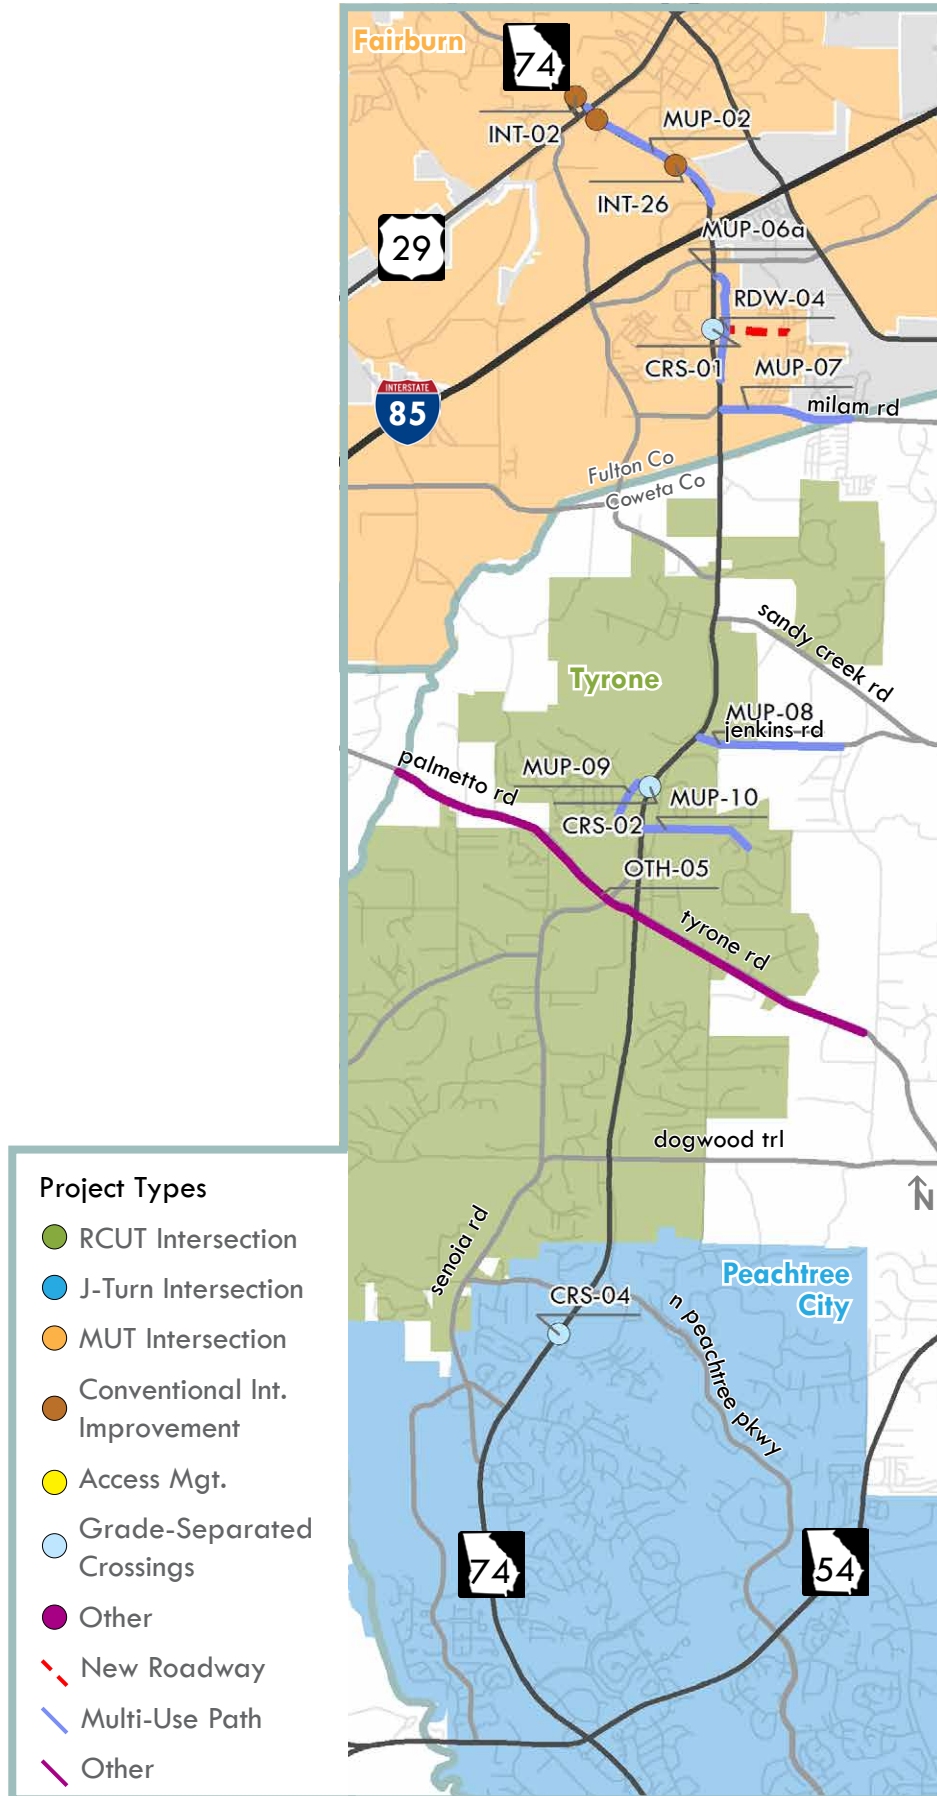 Fairburn
74
INT-02
MUP-02
INT-26
29
MUP-06a
RDW-04
CRS-01
MUP-07
INTERSTATE
85
milam rd
Fulton Co
Coweta Co
sandy creek rd
Tyrone
MUP-08
jenkins rd
palmetto rd
MUP-09
MUP-10
CRS-02
OTH-05
tyrone rd
dogwood trl
N
senoia rd
Peachtree
City
CRS-04
n peachtree pkwy
74
54
Project Types
RCUT Intersection
J-Turn Intersection
MUT Intersection
Conventional Int.
Improvement
Access Mgt.
Grade-Separated
Crossings
Other
New Roadway
Multi-Use Path
Other